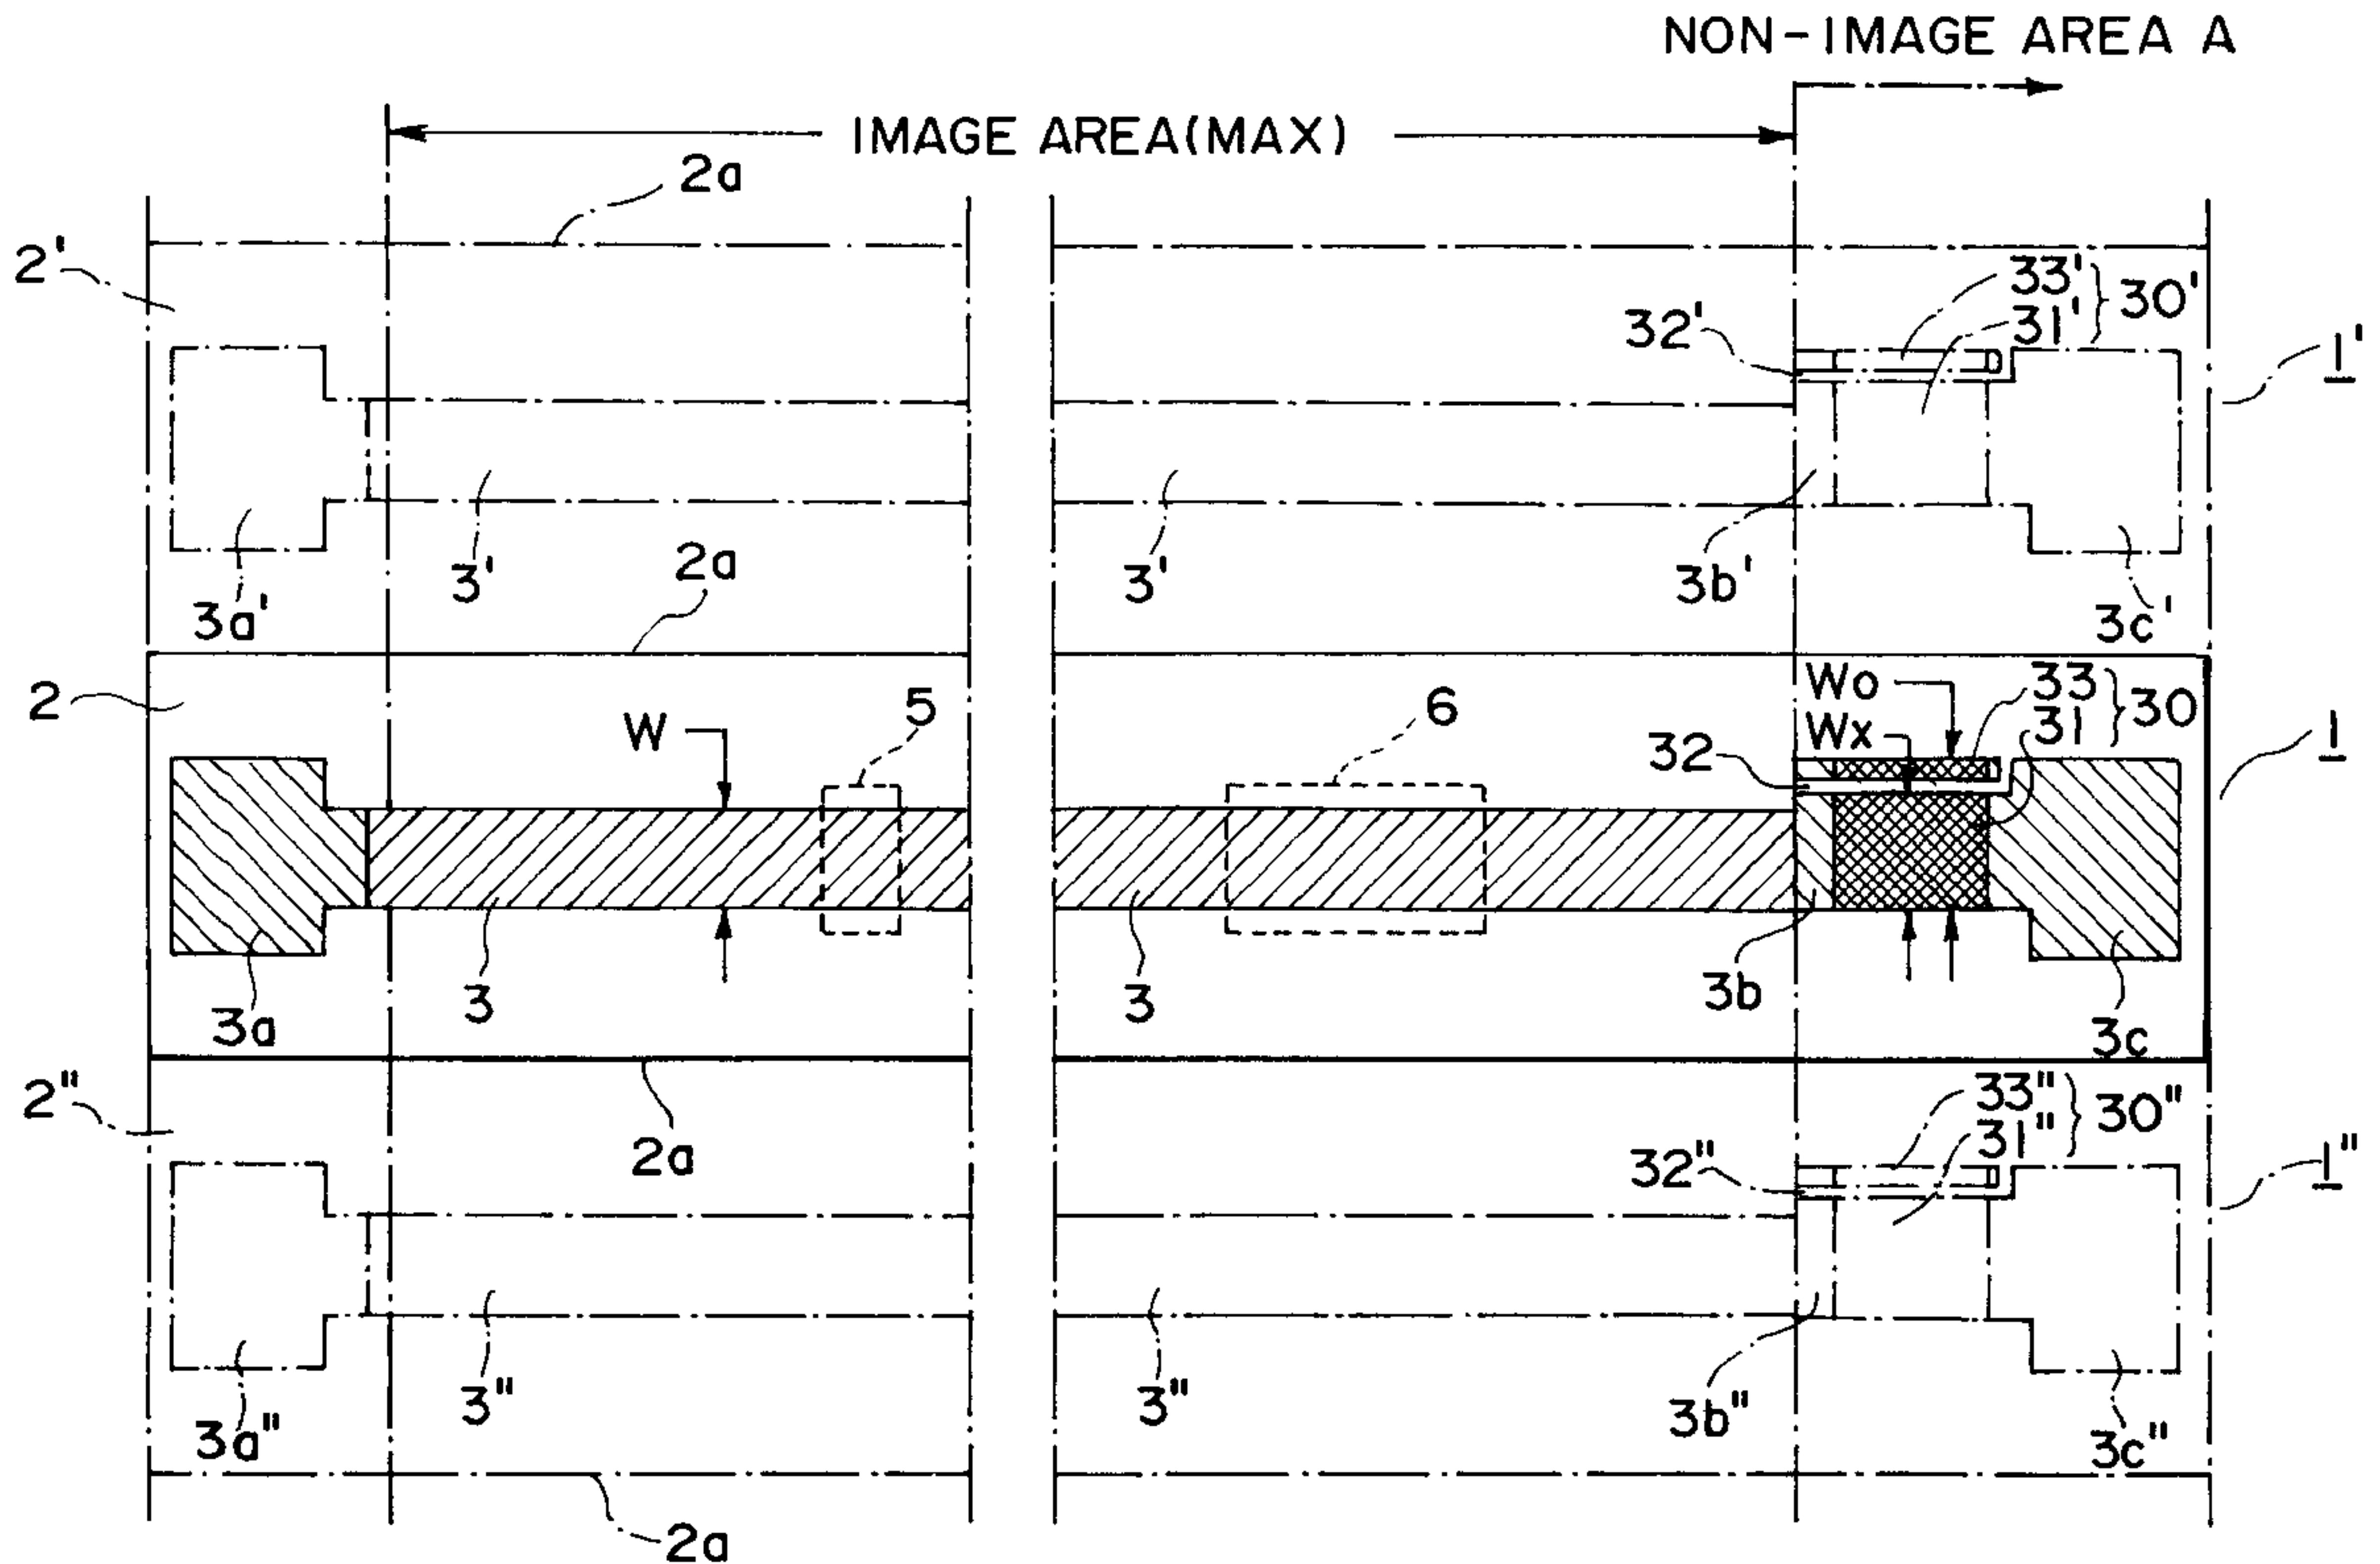 NON-IMAGE AREA A
IMAGE AREA(MAX)
2a
2'
33'
31'
30'
32'
1'
3a'
3'
2a
3'
3b'
3c'
2
W
5
6
Wo
Wx
33
31
30
32
1
3a
3
3
3b
3c
2"
2a
33"
31"
30"
32"
1"
3a"
3"
3"
3b"
3c"
2a